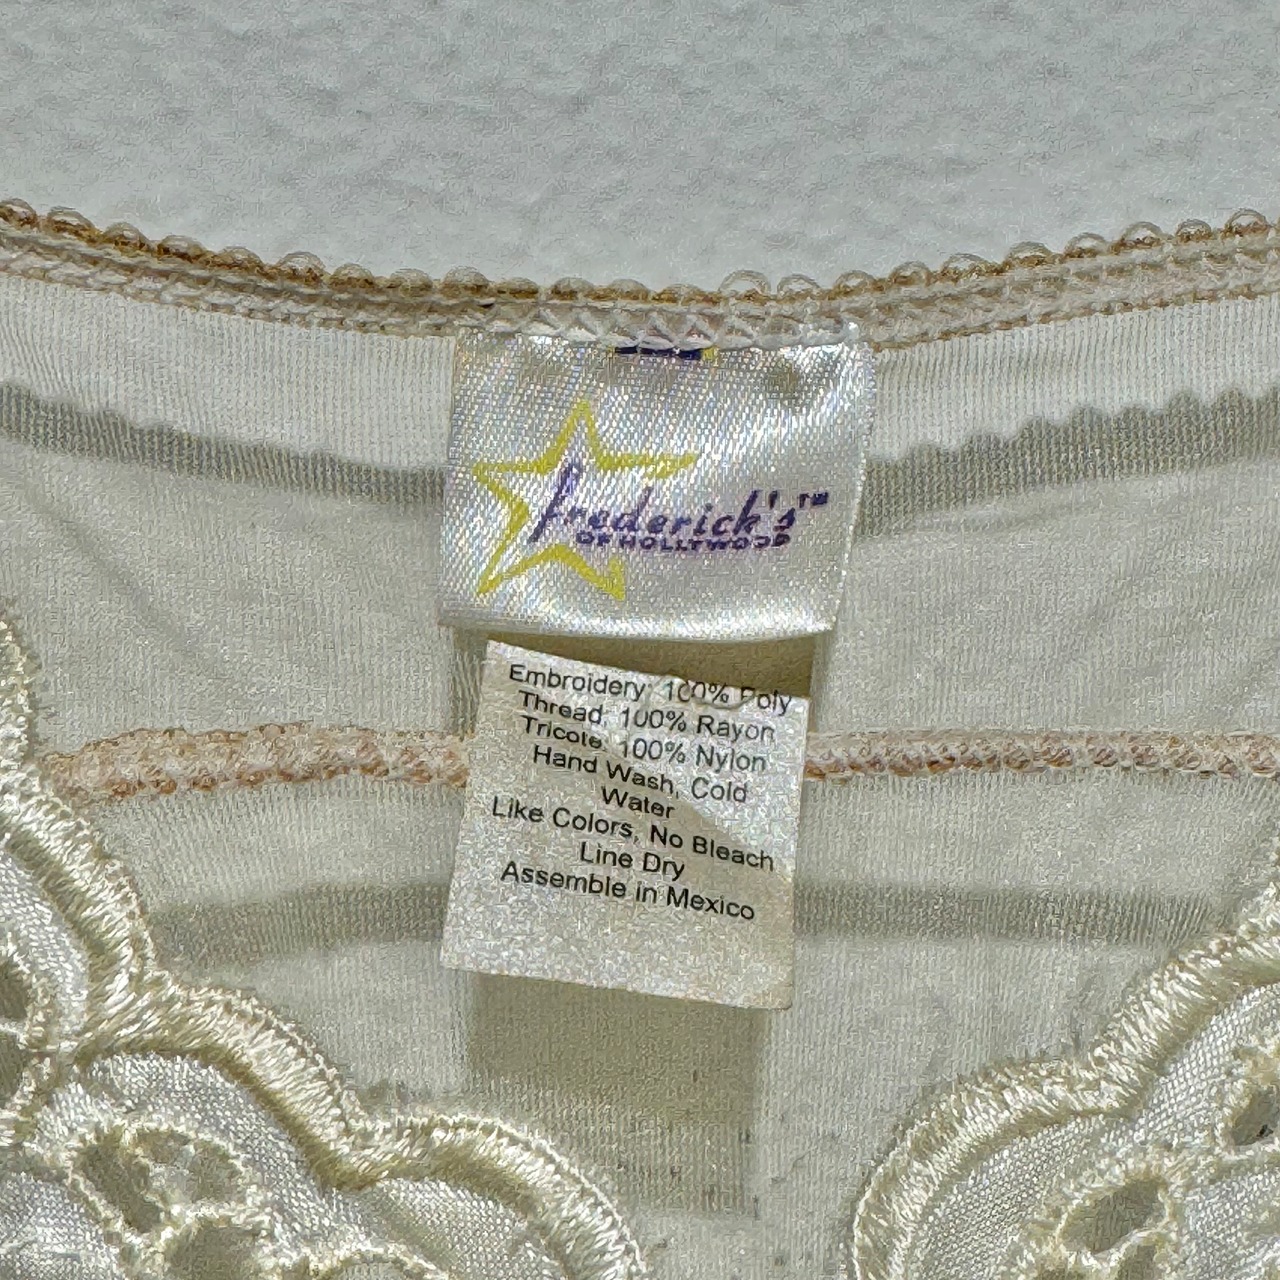 frederick's™
OF HOLLYWOOD
Embroidery: 100% Poly
Thread: 100% Rayon
Tricote: 100% Nylon
Hand Wash, Cold
Water
Like Colors, No Bleach
Line Dry
Assemble in Mexico